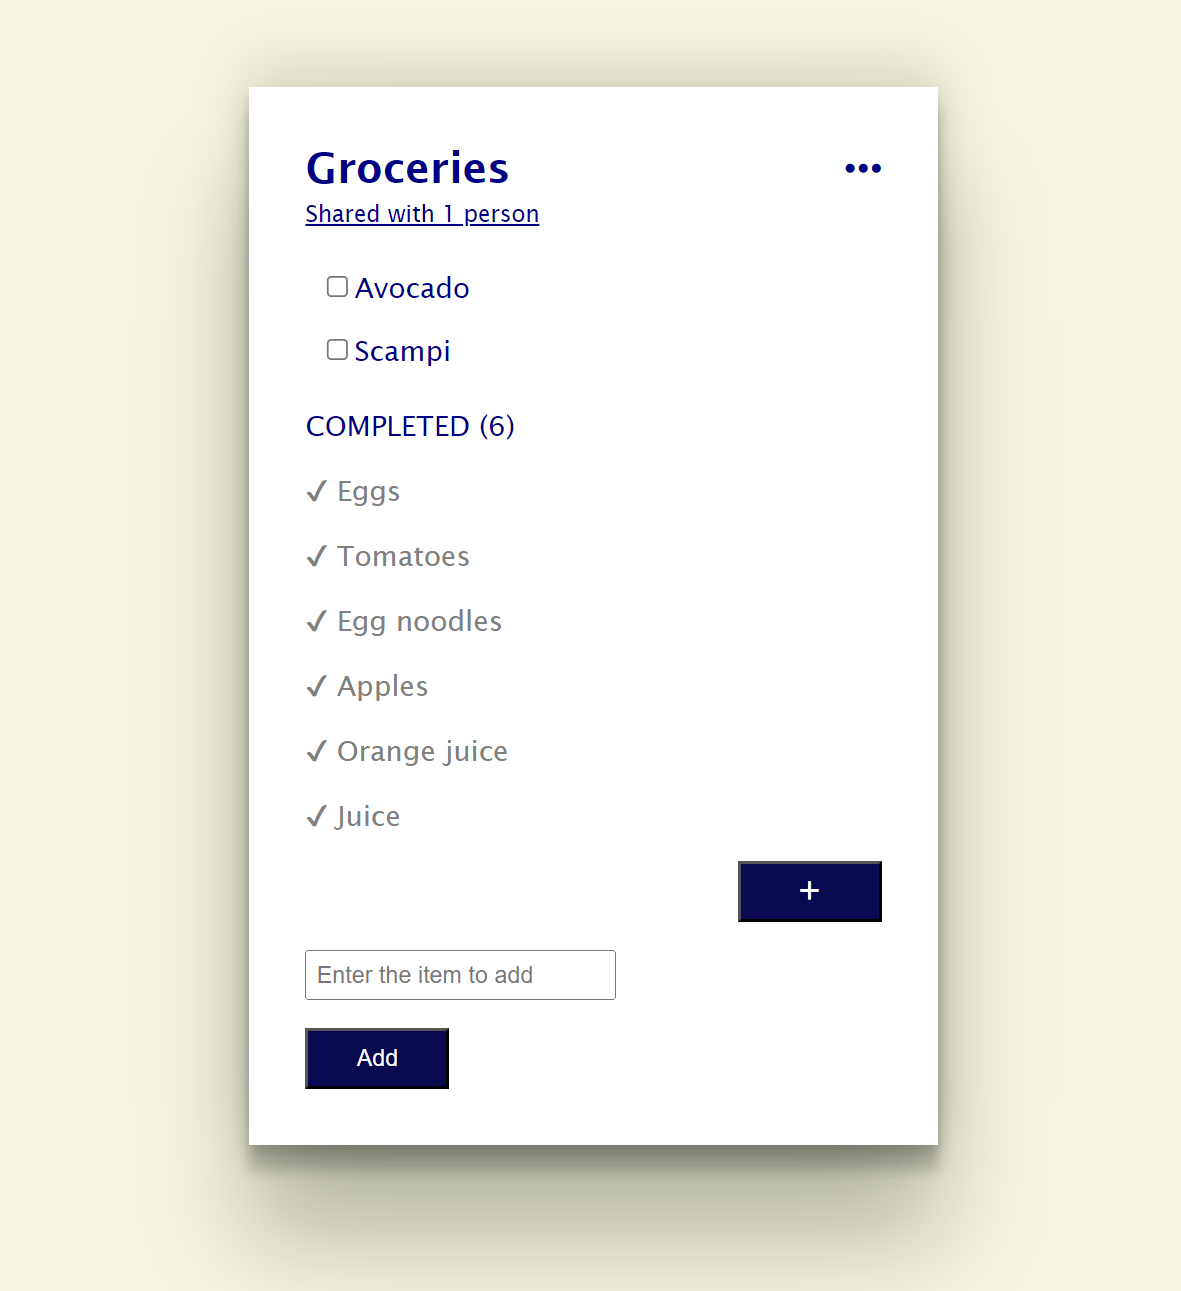 Groceries
•••
Shared with 1 person
Avocado
Scampi
COMPLETED (6)
✓ Eggs
✓ Tomatoes
✓ Egg noodles
✓ Apples
✓ Orange juice
✓ Juice
+
Enter the item to add
Add